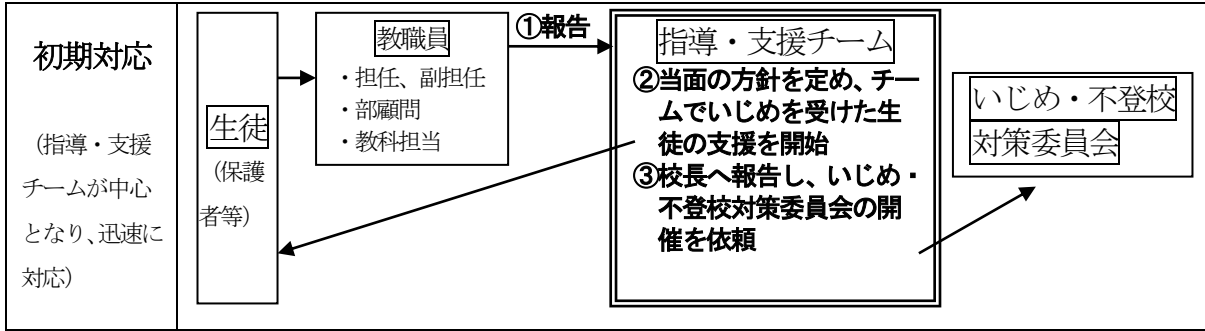 初期対応
（指導・支援
チームが中心
となり、迅速に
対応）
生徒
（保護
者等）
教職員
・担任、副担任
・部顧問
・教科担当
①報告
指導・支援チーム
②当面の方針を定め、チー
ムでいじめを受けた生
徒の支援を開始
③校長へ報告し、いじめ・
不登校対策委員会の開
催を依頼
いじめ・不登校
対策委員会